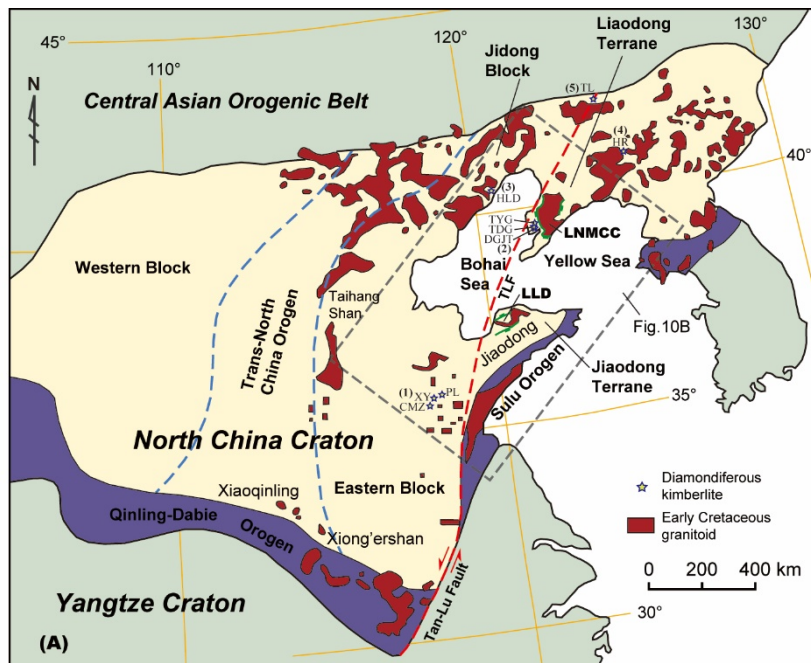 45°
110°
120°
130°
Jidong
Block
Liaodong
Terrane
N
Central Asian Orogenic Belt
(5) TL
(4)
HR
40°
(3)
HLD
TYG
TDG
DGJT
(2)
LNMCC
Western Block
Bohai
Sea
Yellow Sea
TLF
Trans-North
China Orogen
Taihang
Shan
LLD
Fig.10B
Jiaodong
Jiaodong
Terrane
(1) XY PL
CMZ
Sulu Orogen
35°
North China Craton
Diamondiferous
kimberlite
Xiaoqinling
Eastern Block
Early Cretaceous
granitoid
Qinling-Dabie
Orogen
Xiong'ershan
0 200 400 km
Yangtze Craton
Tan-Lu Fault
30°
(A)
110°
120°